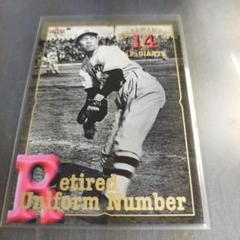 14
GIANTS
Retired
Uniform Number